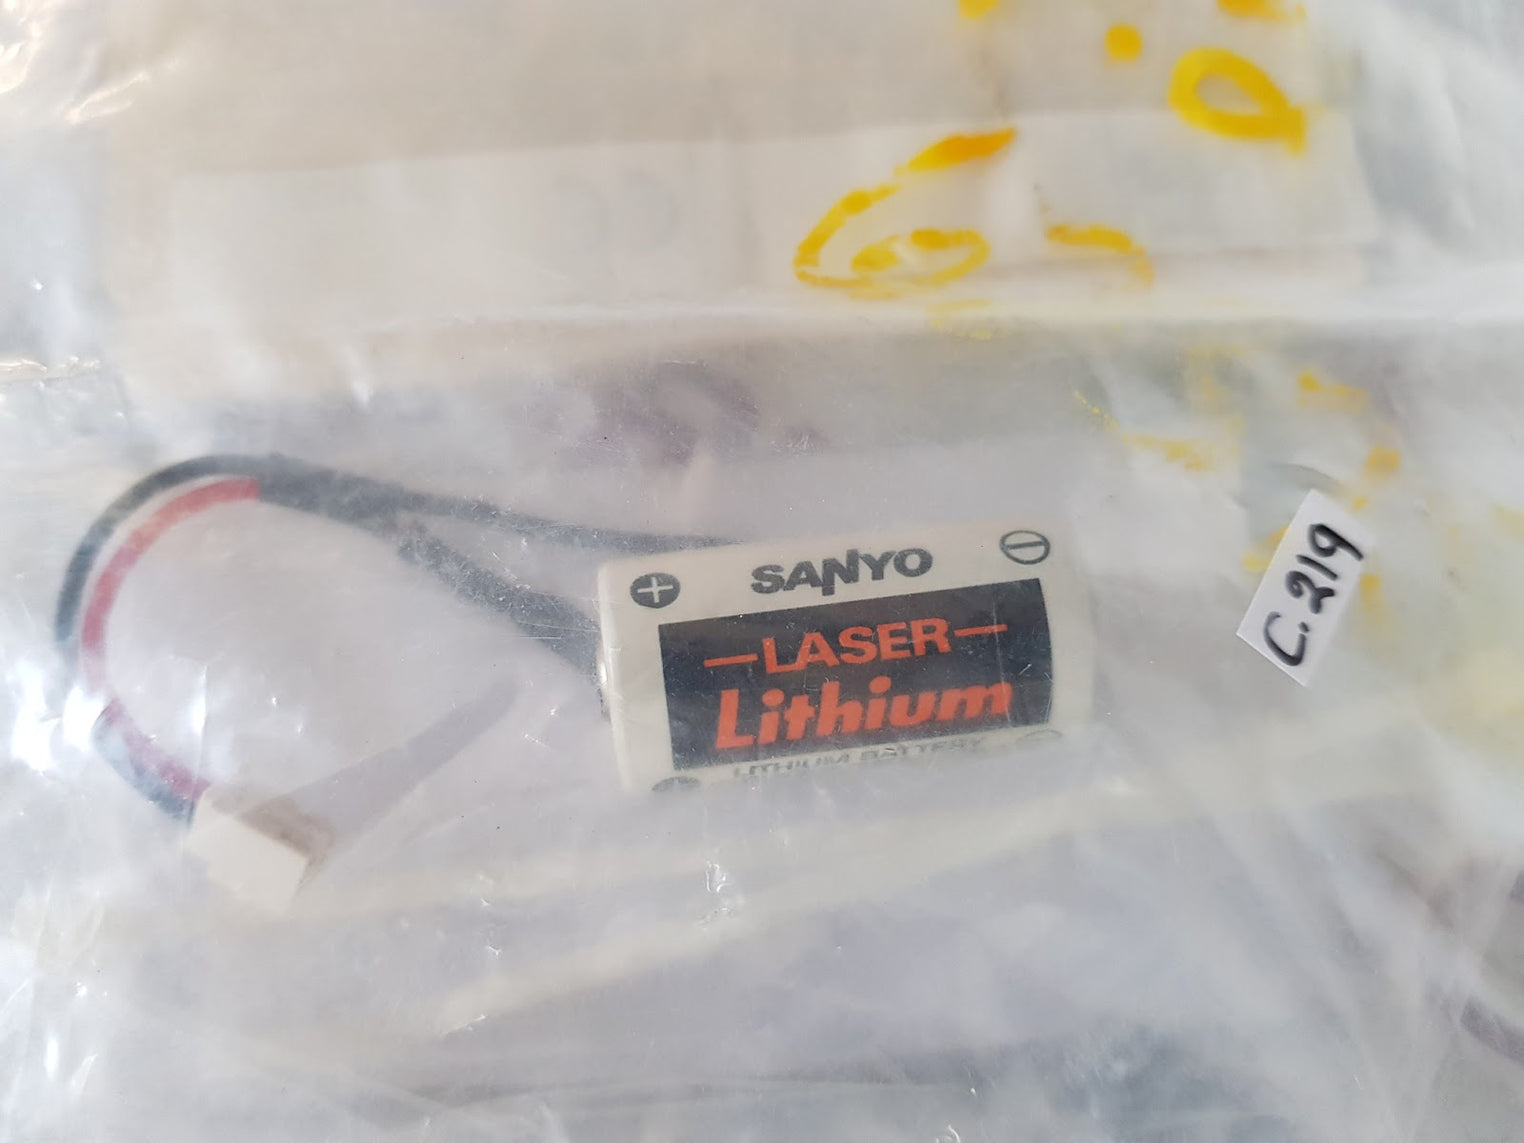 SANYO
LASER
Lithium
LITHIUM BATTERY
C.219